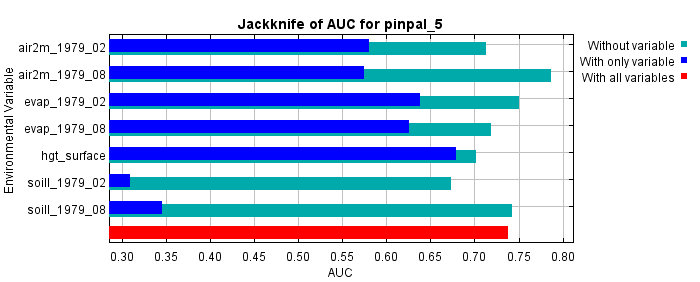 Jackknife of AUC for pinpal_5
Without variable
With only variable
With all variables
Environmental Variable
air2m_1979_02
air2m_1979_08
evap_1979_02
evap_1979_08
hgt_surface
soill_1979_02
soill_1979_08
0.30 0.35 0.40 0.45 0.50 0.55 0.60 0.65 0.70 0.75 0.80
AUC